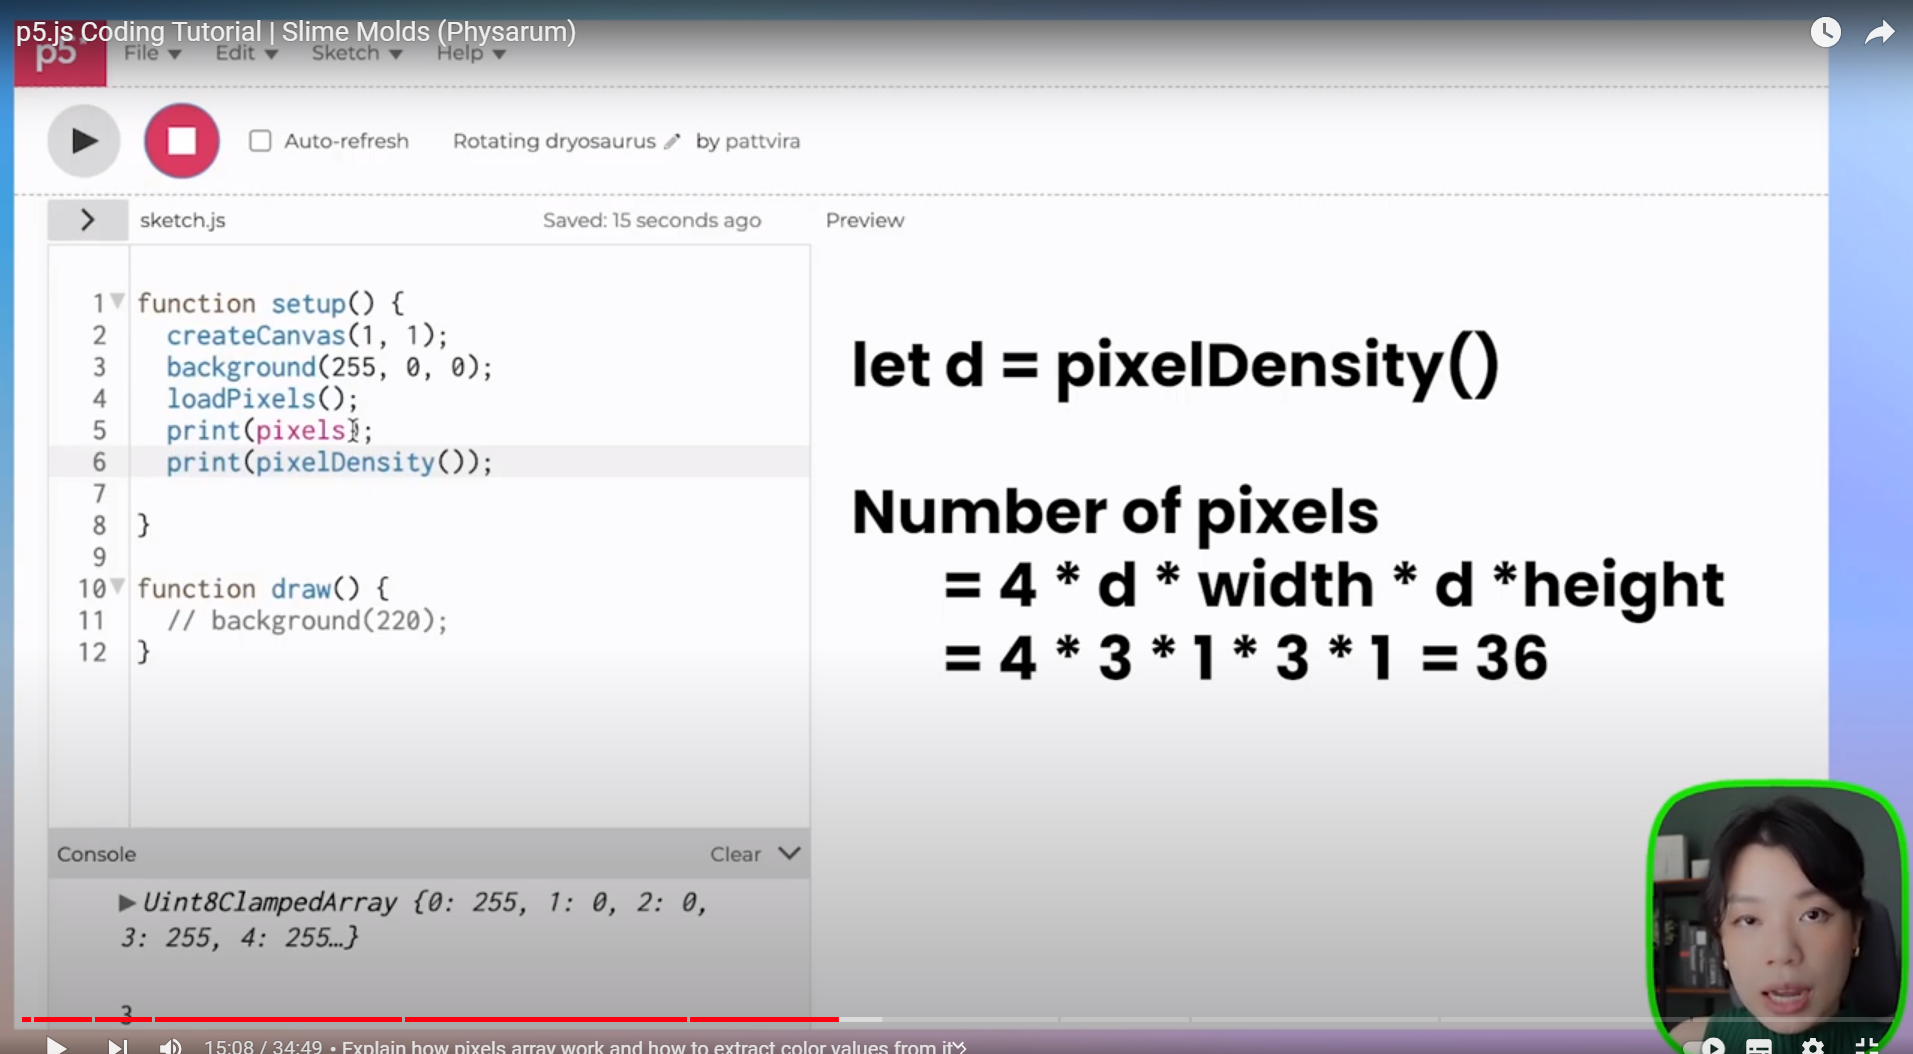 p5.js Coding Tutorial | Slime Molds (Physarum)
p5* File Edit Sketch Help
Auto-refresh Rotating dryosaurus by pattvira
sketch.js Saved: 15 seconds ago Preview
1 function setup() {
2 createCanvas(1, 1);
3 background(255, 0, 0);
4 loadPixels();
5 print(pixels);
6 print(pixelDensity());
7
8 }
9
10 function draw() {
11 // background(220);
12 }
let d = pixelDensity()
Number of pixels
= 4 * d * width * d *height
= 4 * 3 * 1 * 3 * 1 = 36
Console Clear
Uint8ClampedArray {0: 255, 1: 0, 2: 0,
3: 255, 4: 255…}
3
15:08 / 34:49 • Explain how pixels array work and how to extract color values from it